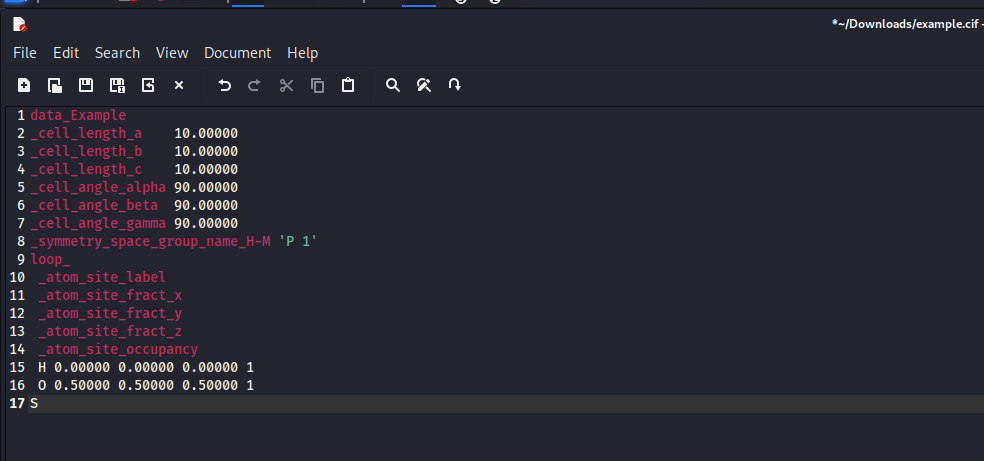 *~/Downloads/example.cif -
File Edit Search View Document Help
1 data_Example
2 _cell_length_a    10.00000
3 _cell_length_b    10.00000
4 _cell_length_c    10.00000
5 _cell_angle_alpha 90.00000
6 _cell_angle_beta  90.00000
7 _cell_angle_gamma 90.00000
8 _symmetry_space_group_name_H-M 'P 1'
9 loop_
10  _atom_site_label
11  _atom_site_fract_x
12  _atom_site_fract_y
13  _atom_site_fract_z
14  _atom_site_occupancy
15  H 0.00000 0.00000 0.00000 1
16  O 0.50000 0.50000 0.50000 1
17 S